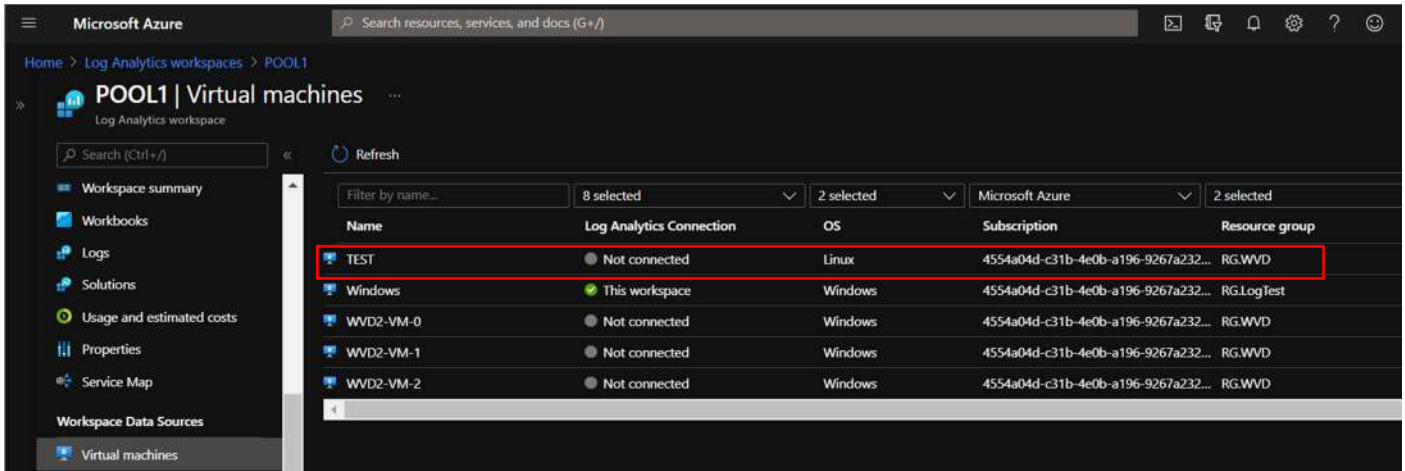 Microsoft Azure
Search resources, services, and docs (G+/)
Home > Log Analytics workspaces > POOL1
POOL1 | Virtual machines ...
Log Analytics workspace
Search (Ctrl+/)
Refresh
Workspace summary
Workbooks
Logs
Solutions
Usage and estimated costs
Properties
Service Map
Workspace Data Sources
Virtual machines
Filter by name... 8 selected 2 selected Microsoft Azure 2 selected
Name Log Analytics Connection OS Subscription Resource group
TEST Not connected Linux 4554a04d-c31b-4e0b-a196-9267a232... RG.WVD
Windows This workspace Windows 4554a04d-c31b-4e0b-a196-9267a232... RG.LogTest
WVD2-VM-0 Not connected Windows 4554a04d-c31b-4e0b-a196-9267a232... RG.WVD
WVD2-VM-1 Not connected Windows 4554a04d-c31b-4e0b-a196-9267a232... RG.WVD
WVD2-VM-2 Not connected Windows 4554a04d-c31b-4e0b-a196-9267a232... RG.WVD